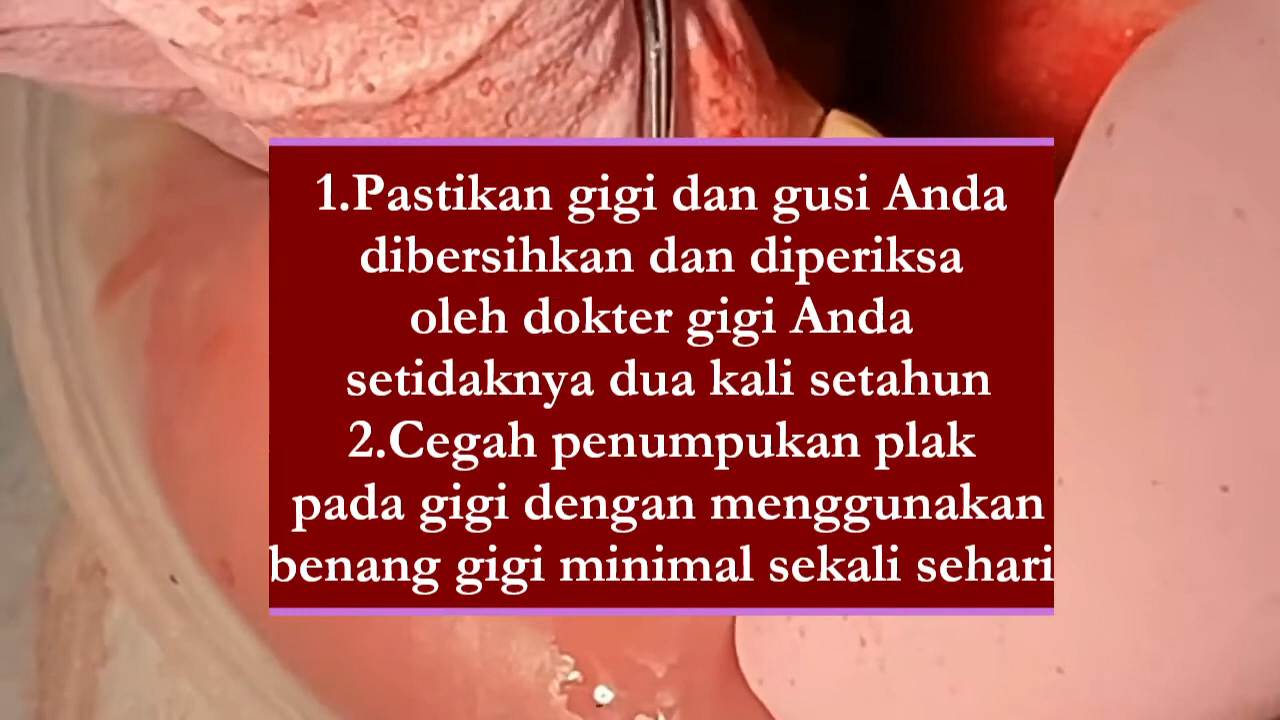 1.Pastikan gigi dan gusi Anda
dibersihkan dan diperiksa
oleh dokter gigi Anda
setidaknya dua kali setahun
2.Cegah penumpukan plak
pada gigi dengan menggunakan
benang gigi minimal sekali sehari